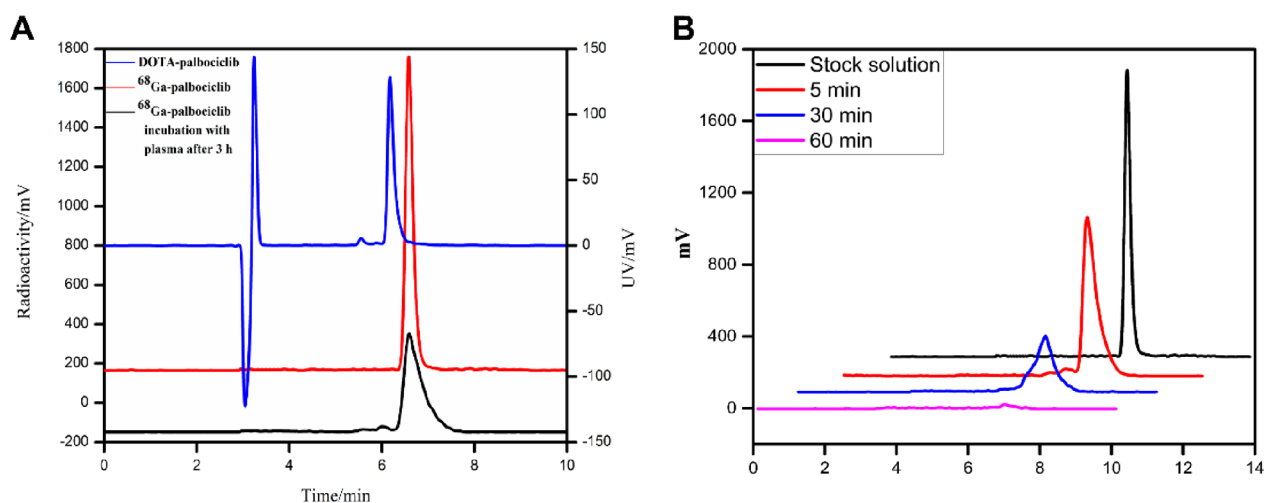 A
DOTA-palbociclib
68Ga-palbociclib
68Ga-palbociclib
incubation with
plasma after 3 h
1800
1600
1400
1200
1000
800
600
400
200
0
-200
Radioactivity/mV
150
100
50
0
-50
-100
-150
UV/mV
0 2 4 6 8 10
Time/min
B
Stock solution
5 min
30 min
60 min
2000
1600
1200
800
400
0
mV
0 2 4 6 8 10 12 14